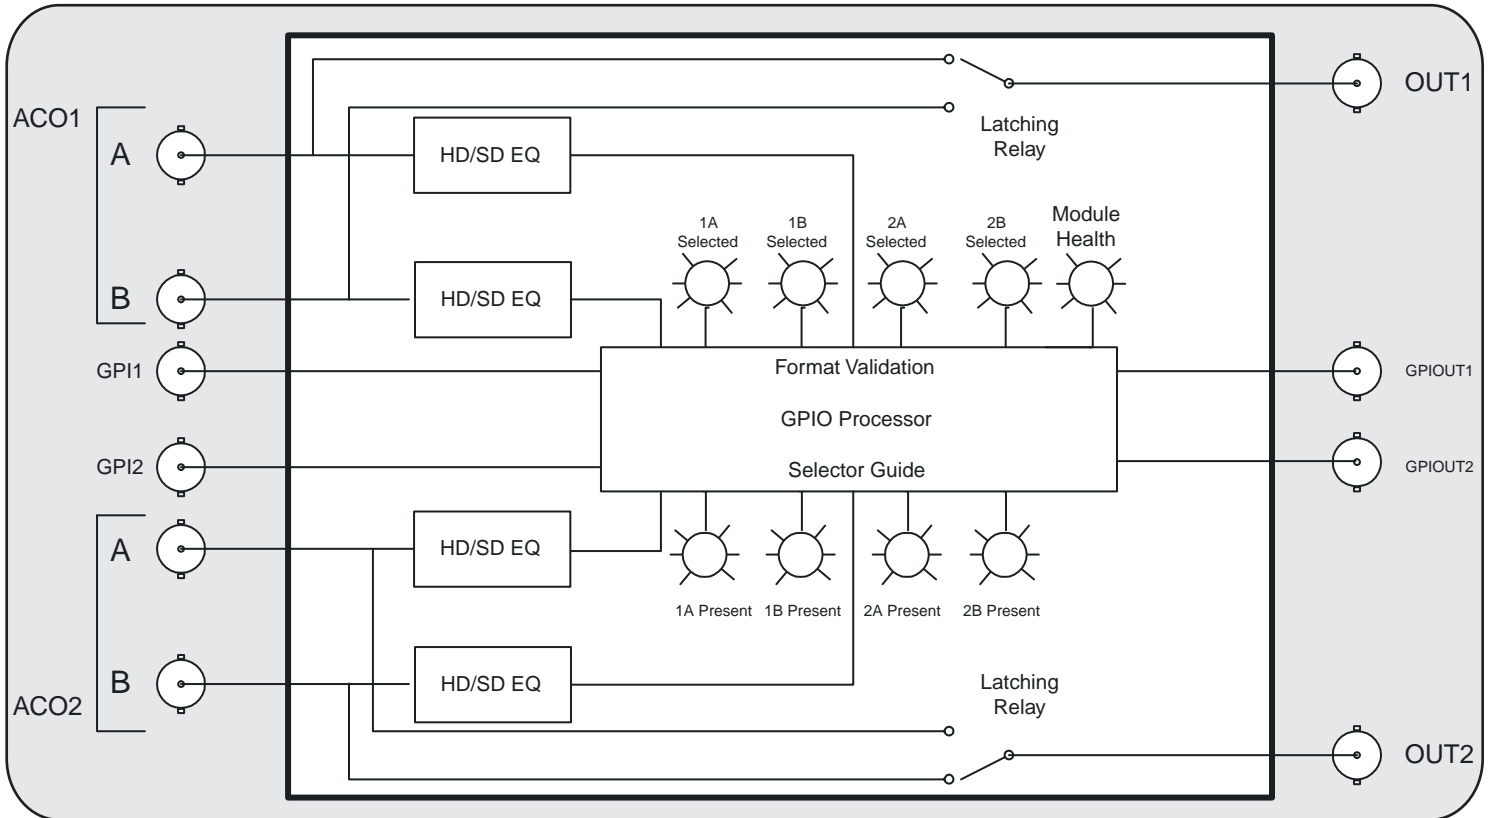 OUT1
ACO1
Latching
Relay
A
HD/SD EQ
1A
Selected
1B
Selected
2A
Selected
2B
Selected
Module
Health
B
HD/SD EQ
GPI1
Format Validation
GPIOUT1
GPIO Processor
GPI2
Selector Guide
GPIOUT2
A
HD/SD EQ
1A Present
1B Present
2A Present
2B Present
B
HD/SD EQ
Latching
Relay
ACO2
OUT2